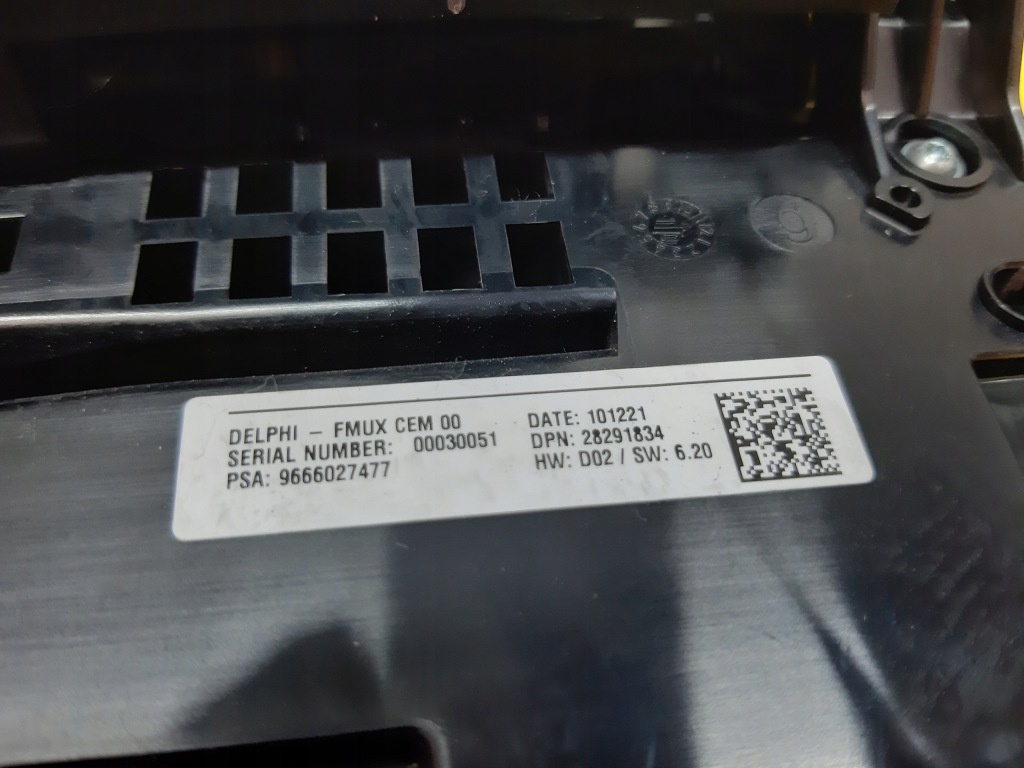 DELPHI – FMUX CEM 00
SERIAL NUMBER: 00030051
PSA: 9666027477
DATE: 101221
DPN: 28291834
HW: D02 / SW: 6.20